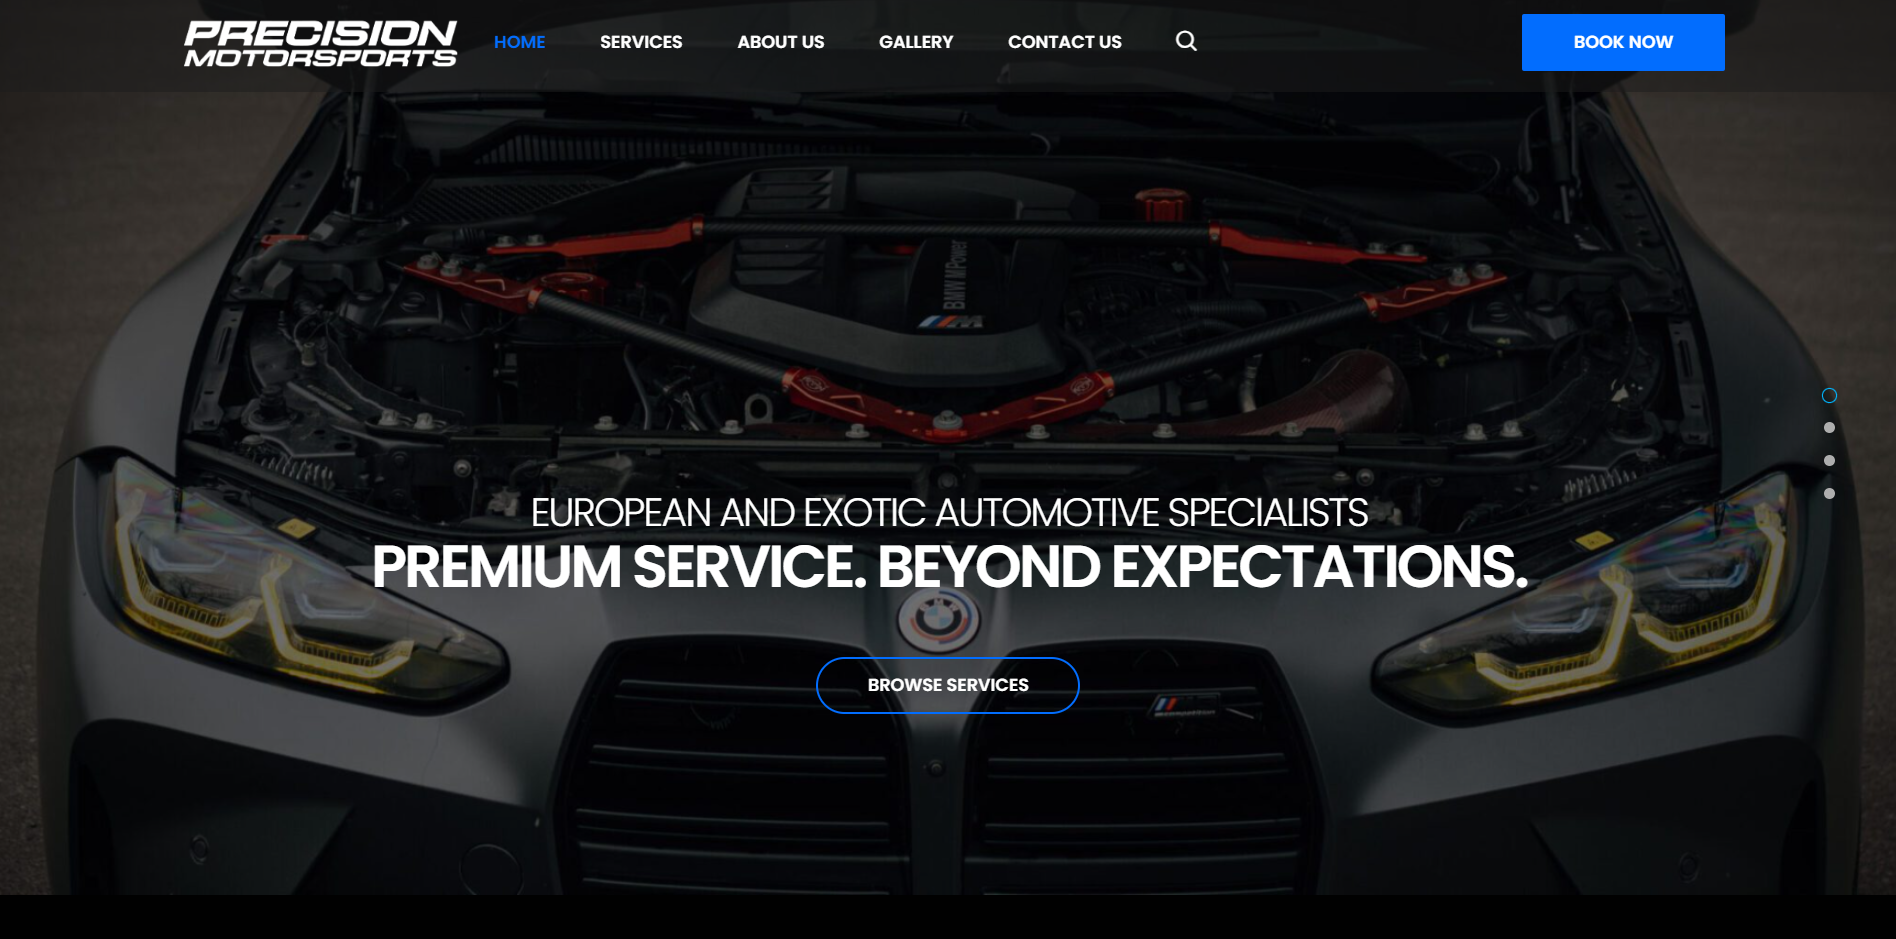 PRECISION
MOTORSPORTS
HOME
SERVICES
ABOUT US
GALLERY
CONTACT US
BOOK NOW
BMW M Power
EUROPEAN AND EXOTIC AUTOMOTIVE SPECIALISTS
PREMIUM SERVICE. BEYOND EXPECTATIONS.
BMW
BROWSE SERVICES